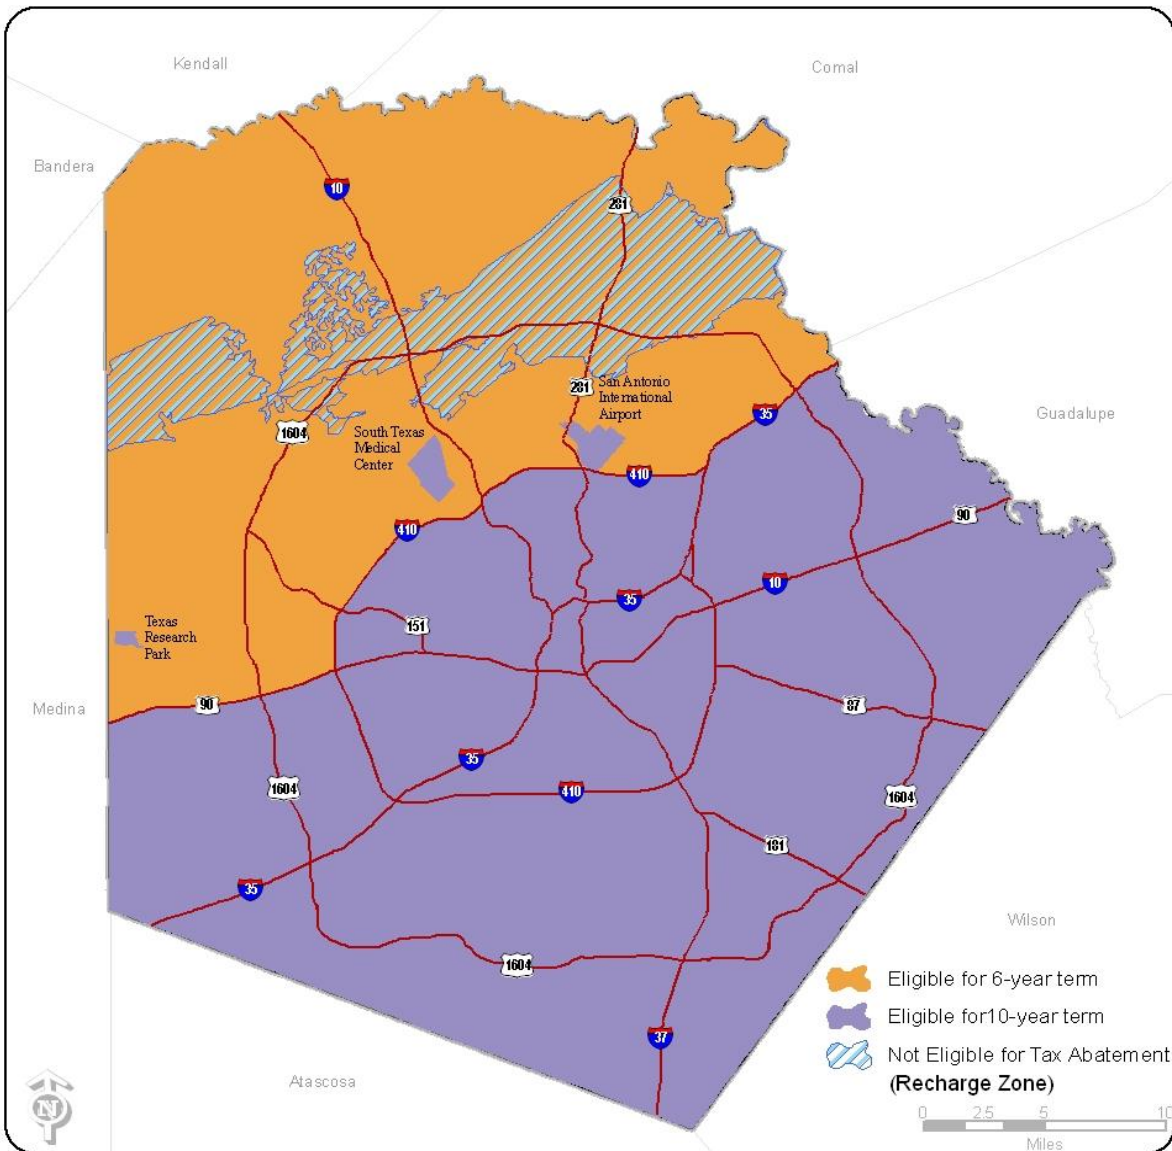 Kendall
Comal
Bandera
10
281
281
San Antonio
International
Airport
Guadalupe
35
1604
South Texas
Medical
Center
410
90
410
10
35
Texas
Research
Park
151
Medina
90
87
35
1604
410
1604
181
35
Wilson
1604
Eligible for 6-year term
Eligible for10-year term
37
Not Eligible for Tax Abatement
(Recharge Zone)
Atascosa
N
0 2.5 5 10
Miles